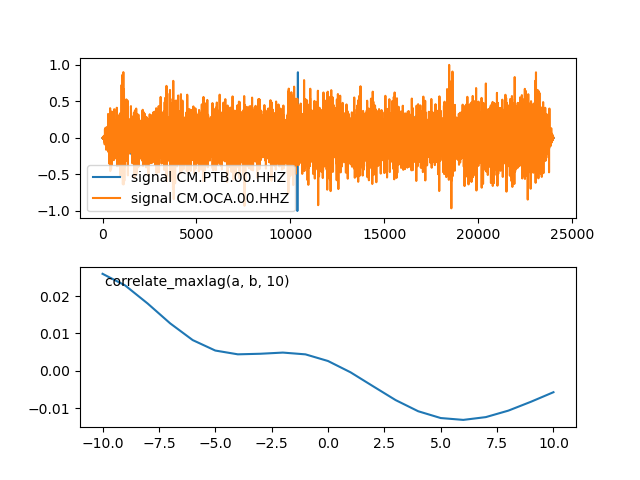 1.0
0.5
0.0
−0.5
−1.0
signal CM.PTB.00.HHZ
signal CM.OCA.00.HHZ
0 5000 10000 15000 20000 25000
correlate_maxlag(a, b, 10)
0.02
0.01
0.00
−0.01
−10.0 −7.5 −5.0 −2.5 0.0 2.5 5.0 7.5 10.0